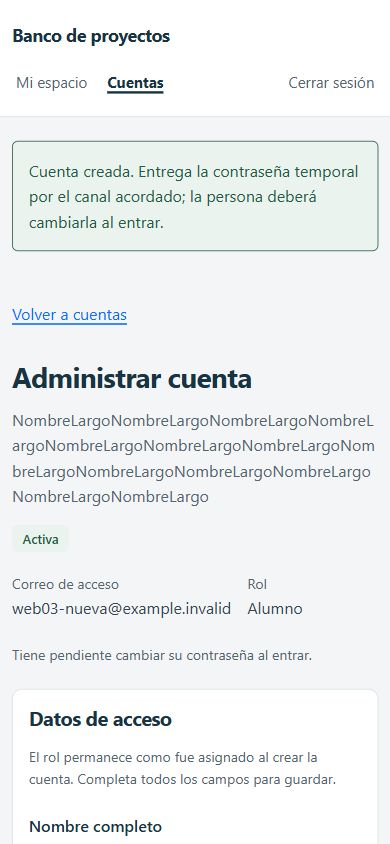 Banco de proyectos
Mi espacio Cuentas Cerrar sesión
Cuenta creada. Entrega la contraseña temporal
por el canal acordado; la persona deberá
cambiarla al entrar.
Volver a cuentas
Administrar cuenta
NombreLargoNombreLargoNombreLargoNombreL
argoNombreLargoNombreLargoNombreLargoNom
breLargoNombreLargoNombreLargoNombreLargo
NombreLargoNombreLargo
Activa
Correo de acceso Rol
web03-nueva@example.invalid Alumno
Tiene pendiente cambiar su contraseña al entrar.
Datos de acceso
El rol permanece como fue asignado al crear la
cuenta. Completa todos los campos para guardar.
Nombre completo